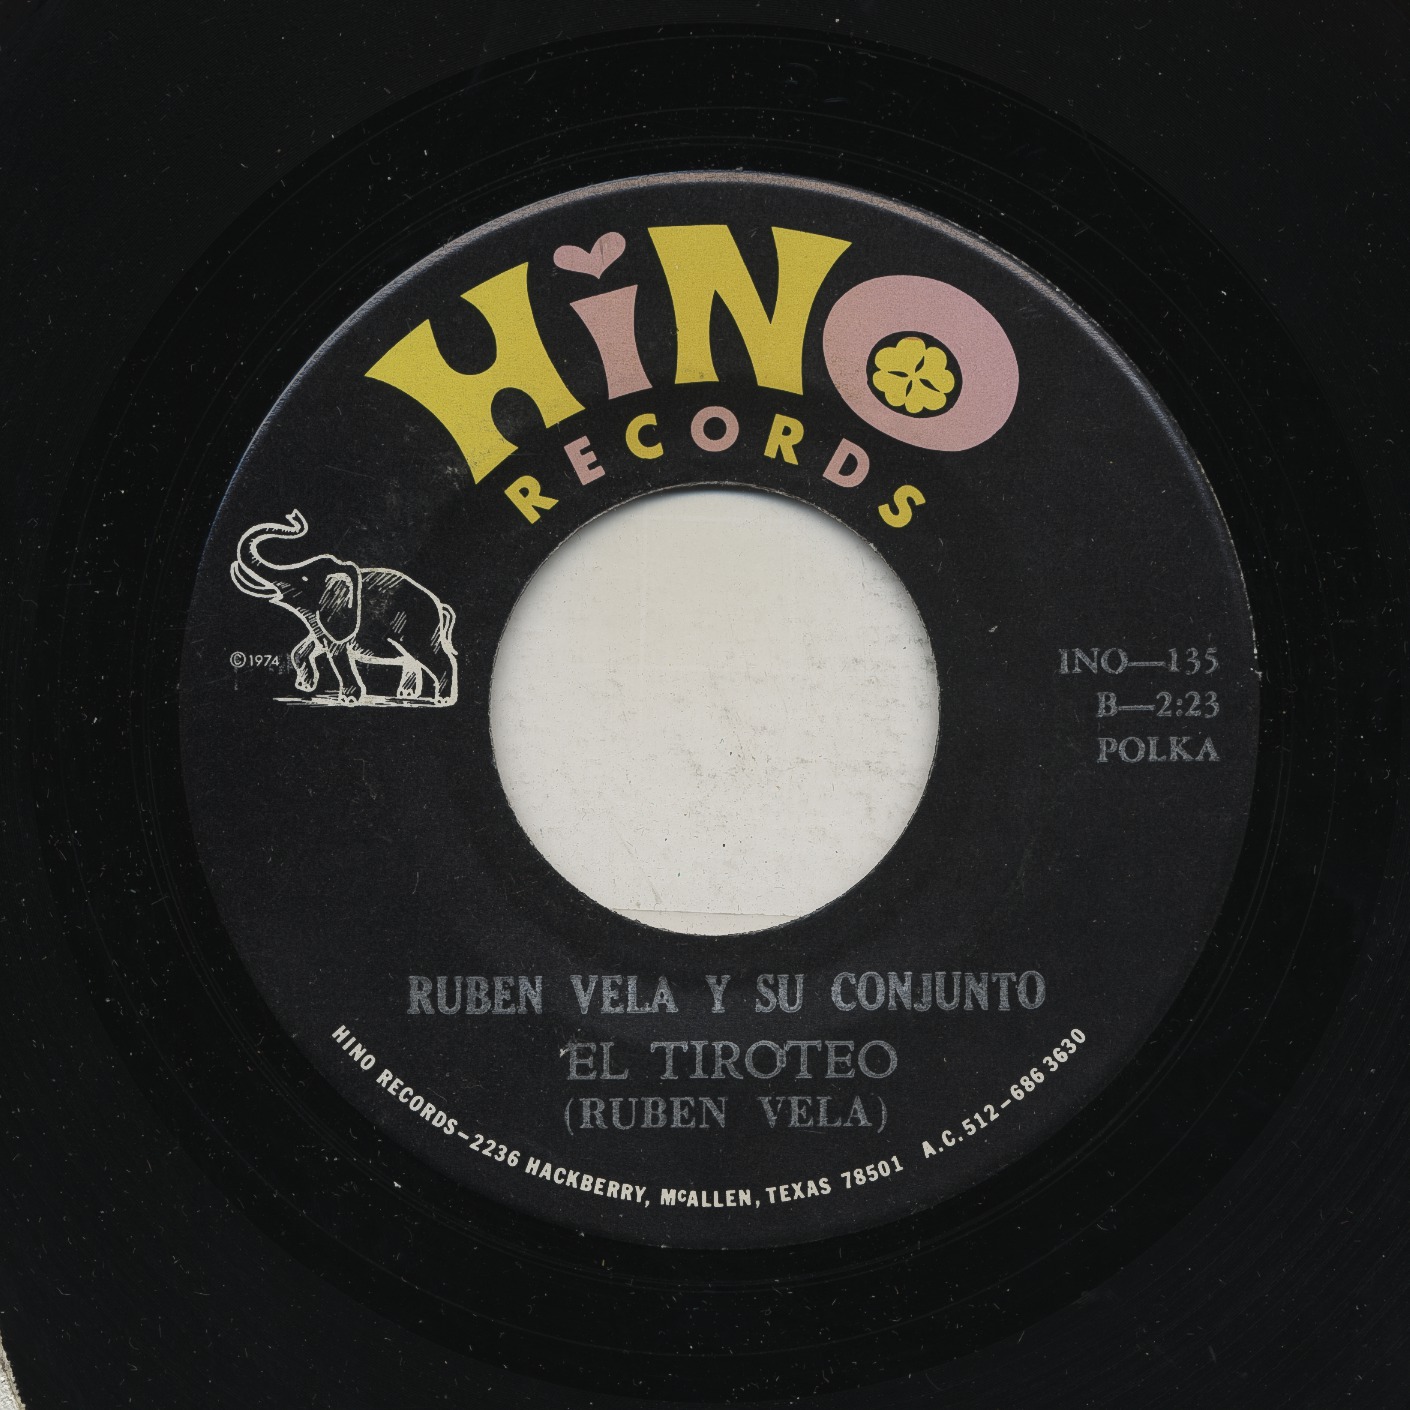 HiNO
RECORDS
©1974
INO—135
B—2:23
POLKA
RUBEN VELA Y SU CONJUNTO
EL TIROTEO
(RUBEN VELA)
HINO RECORDS–2236 HACKBERRY, McALLEN, TEXAS 78501 A.C. 512–686 3630